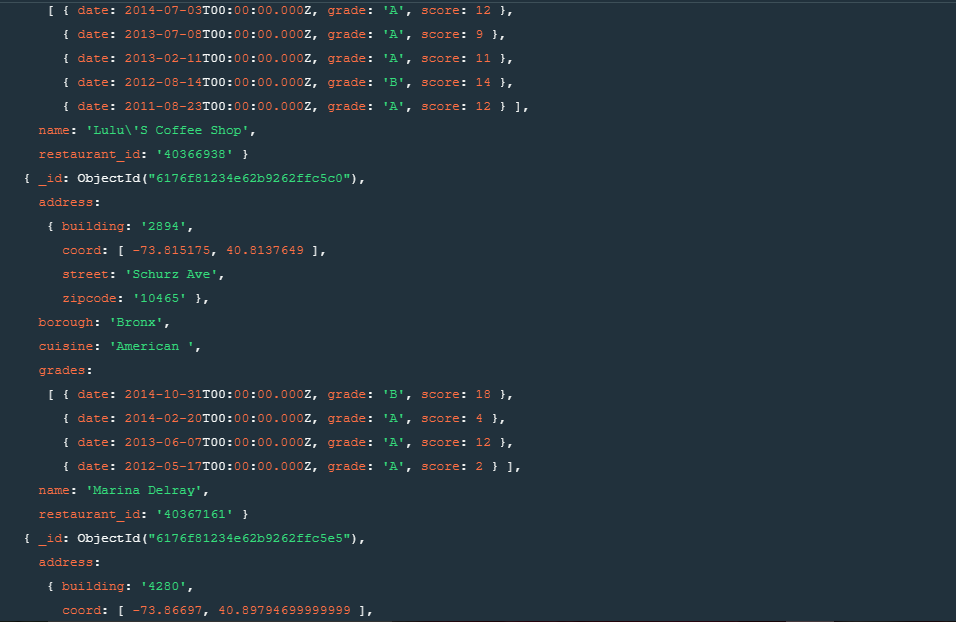 [ { date: 2014-07-03T00:00:00.000Z, grade: 'A', score: 12 },
{ date: 2013-07-08T00:00:00.000Z, grade: 'A', score: 9 },
{ date: 2013-02-11T00:00:00.000Z, grade: 'A', score: 11 },
{ date: 2012-08-14T00:00:00.000Z, grade: 'B', score: 14 },
{ date: 2011-08-23T00:00:00.000Z, grade: 'A', score: 12 } ],
name: 'Lulu\'S Coffee Shop',
restaurant_id: '40366938' }
{ _id: ObjectId("6176f81234e62b9262ffc5c0"),
address:
{ building: '2894',
coord: [ -73.815175, 40.8137649 ],
street: 'Schurz Ave',
zipcode: '10465' },
borough: 'Bronx',
cuisine: 'American ',
grades:
[ { date: 2014-10-31T00:00:00.000Z, grade: 'B', score: 18 },
{ date: 2014-02-20T00:00:00.000Z, grade: 'A', score: 4 },
{ date: 2013-06-07T00:00:00.000Z, grade: 'A', score: 12 },
{ date: 2012-05-17T00:00:00.000Z, grade: 'A', score: 2 } ],
name: 'Marina Delray',
restaurant_id: '40367161' }
{ _id: ObjectId("6176f81234e62b9262ffc5e5"),
address:
{ building: '4280',
coord: [ -73.86697, 40.89794699999999 ],